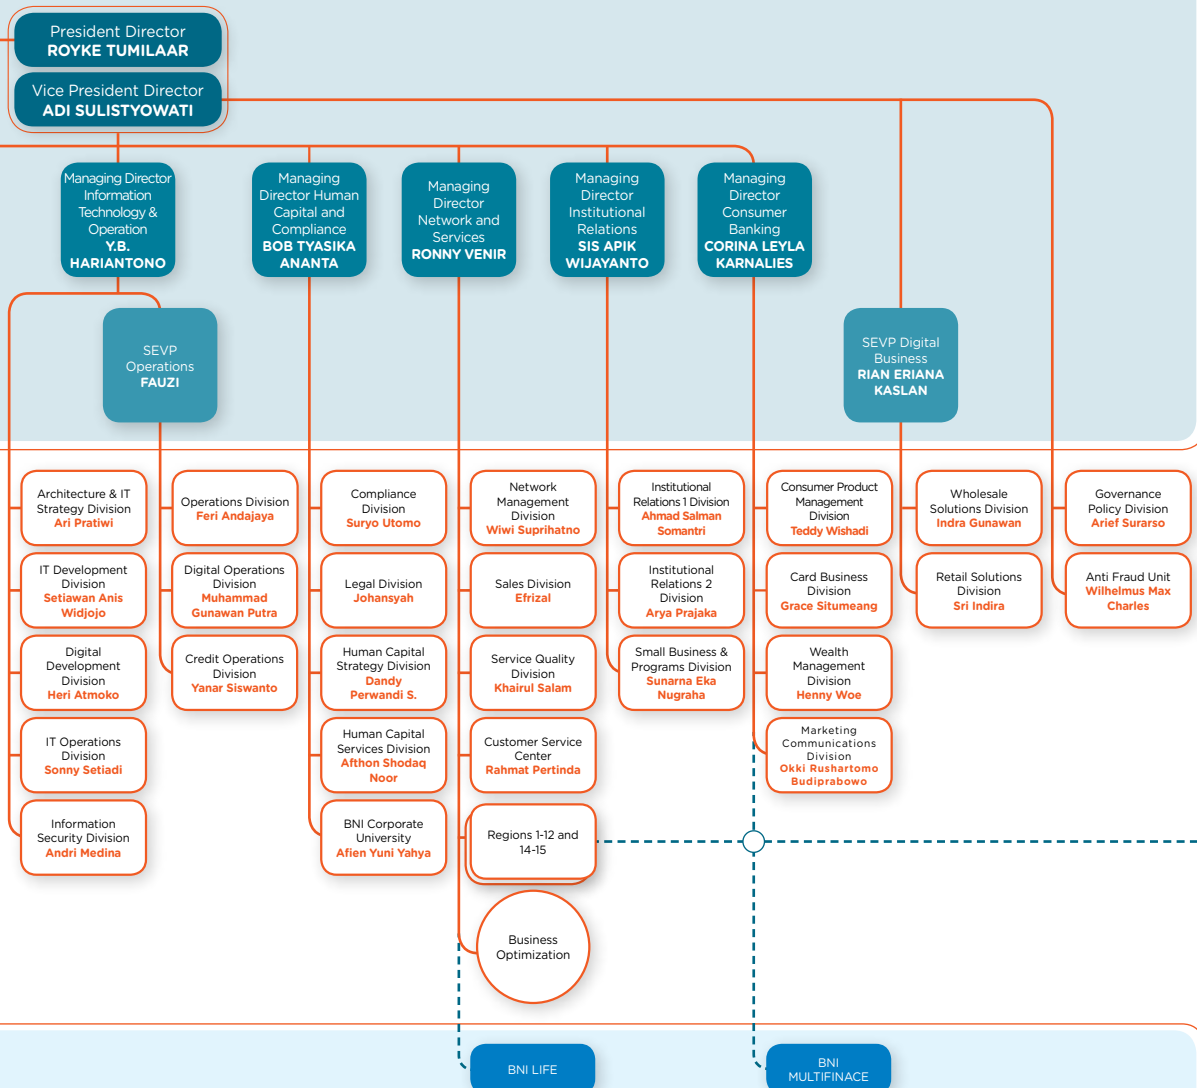 President Director
ROYKE TUMILAAR
Vice President Director
ADI SULISTYOWATI
Managing Director
Information
Technology &
Operation
Y.B.
HARIANTONO
Managing
Director Human
Capital and
Compliance
BOB TYASIKA
ANANTA
Managing
Director
Network and
Services
RONNY VENIR
Managing
Director
Institutional
Relations
SIS APIK
WIJAYANTO
Managing
Director
Consumer
Banking
CORINA LEYLA
KARNALIES
SEVP
Operations
FAUZI
SEVP Digital
Business
RIAN ERIANA
KASLAN
Architecture & IT
Strategy Division
Ari Pratiwi
IT Development
Division
Setiawan Anis
Widjojo
Digital
Development
Division
Heri Atmoko
IT Operations
Division
Sonny Setiadi
Information
Security Division
Andri Medina
Operations Division
Feri Andajaya
Digital Operations
Division
Muhammad
Gunawan Putra
Credit Operations
Division
Yanar Siswanto
Compliance
Division
Suryo Utomo
Legal Division
Johansyah
Human Capital
Strategy Division
Dandy
Perwandi S.
Human Capital
Services Division
Afthon Shodaq
Noor
BNI Corporate
University
Afien Yuni Yahya
Network
Management
Division
Wiwi Suprihatno
Sales Division
Efrizal
Service Quality
Division
Khairul Salam
Customer Service
Center
Rahmat Pertinda
Regions 1-12 and
14-15
Business
Optimization
Institutional
Relations 1 Division
Ahmad Salman
Somantri
Institutional
Relations 2
Division
Arya Prajaka
Small Business &
Programs Division
Sunarna Eka
Nugraha
Consumer Product
Management
Division
Teddy Wishadi
Card Business
Division
Grace Situmeang
Wealth
Management
Division
Henny Woe
Marketing
Communications
Division
Okki Rushartomo
Budiprabowo
Wholesale
Solutions Division
Indra Gunawan
Retail Solutions
Division
Sri Indira
Governance
Policy Division
Arief Surarso
Anti Fraud Unit
Wilhelmus Max
Charles
BNI LIFE
BNI
MULTIFINACE